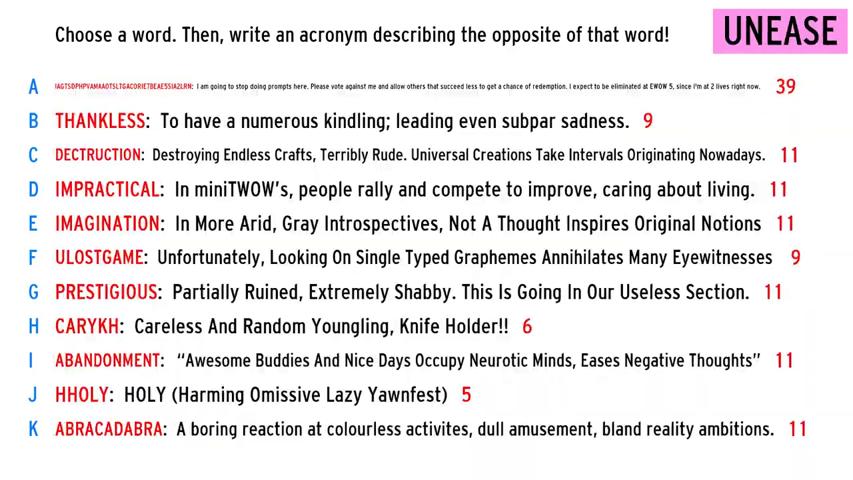 Choose a word. Then, write an acronym describing the opposite of that word!
UNEASE
A IAGTSDPHPVAMAAOTSLTGACORIETBEAE5SIA2LRN: I am going to stop doing prompts here. Please vote against me and allow others that succeed less to get a chance of redemption. I expect to be eliminated at EWOW 5, since I'm at 2 lives right now. 39
B THANKLESS: To have a numerous kindling; leading even subpar sadness. 9
C DECTRUCTION: Destroying Endless Crafts, Terribly Rude. Universal Creations Take Intervals Originating Nowadays. 11
D IMPRACTICAL: In miniTWOW's, people rally and compete to improve, caring about living. 11
E IMAGINATION: In More Arid, Gray Introspectives, Not A Thought Inspires Original Notions 11
F ULOSTGAME: Unfortunately, Looking On Single Typed Graphemes Annihilates Many Eyewitnesses 9
G PRESTIGIOUS: Partially Ruined, Extremely Shabby. This Is Going In Our Useless Section. 11
H CARYKH: Careless And Random Youngling, Knife Holder!! 6
I ABANDONMENT: “Awesome Buddies And Nice Days Occupy Neurotic Minds, Eases Negative Thoughts” 11
J HHOLY: HOLY (Harming Omissive Lazy Yawnfest) 5
K ABRACADABRA: A boring reaction at colourless activites, dull amusement, bland reality ambitions. 11